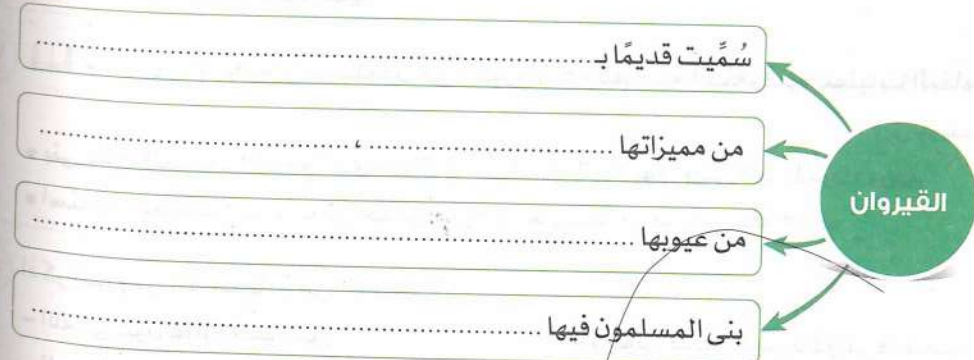 سُمِّيت قديمًا بـ ............................................................
من مميزاتها ................................ ، ................................
القيروان
من عيوبها ............................................................
بنى المسلمون فيها ............................................................